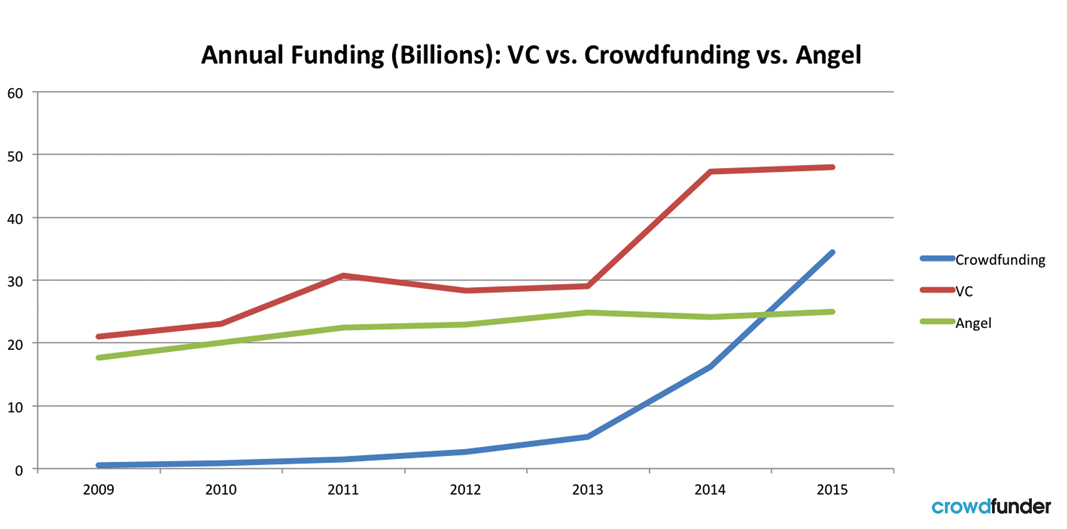 Annual Funding (Billions): VC vs. Crowdfunding vs. Angel
60
50
40
30
20
10
0
2009 2010 2011 2012 2013 2014 2015
Crowdfunding
VC
Angel
crowdfunder